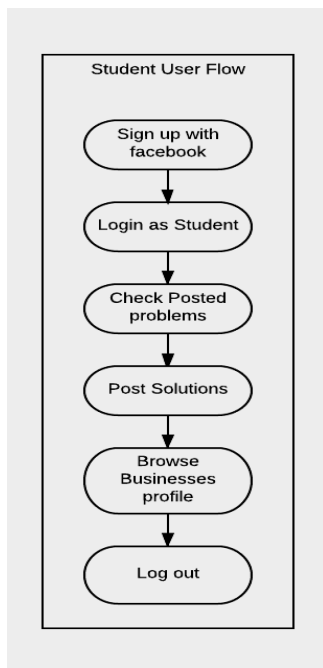 Student User Flow
Sign up with
facebook
Login as Student
Check Posted
problems
Post Solutions
Browse
Businesses
profile
Log out